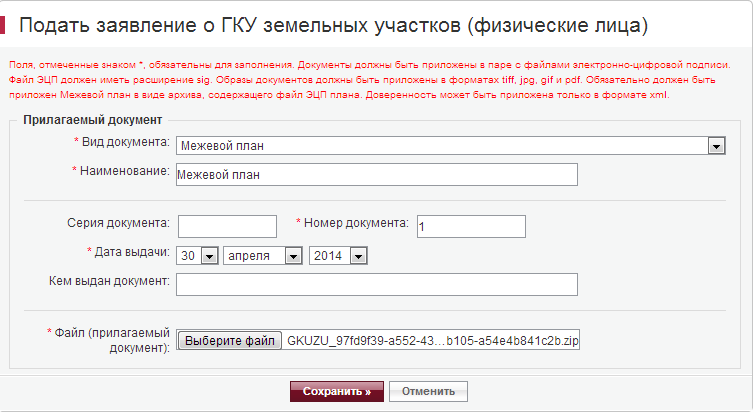 Подать заявление о ГКУ земельных участков (физические лица)
Поля, отмеченные знаком *, обязательны для заполнения. Документы должны быть приложены в паре с файлами электронно-цифровой подписи.
Файл ЭЦП должен иметь расширение sig. Образы документов должны быть приложены в форматах tiff, jpg, gif и pdf. Обязательно должен быть
приложен Межевой план в виде архива, содержащего файл ЭЦП плана. Доверенность может быть приложена только в формате xml.
Прилагаемый документ
* Вид документа: Межевой план
* Наименование: Межевой план
Серия документа: * Номер документа: 1
* Дата выдачи: 30 апреля 2014
Кем выдан документ:
* Файл (прилагаемый
документ): Выберите файл GKUZU_97fd9f39-a552-43...b105-a54e4b841c2b.zip
Сохранить » Отменить